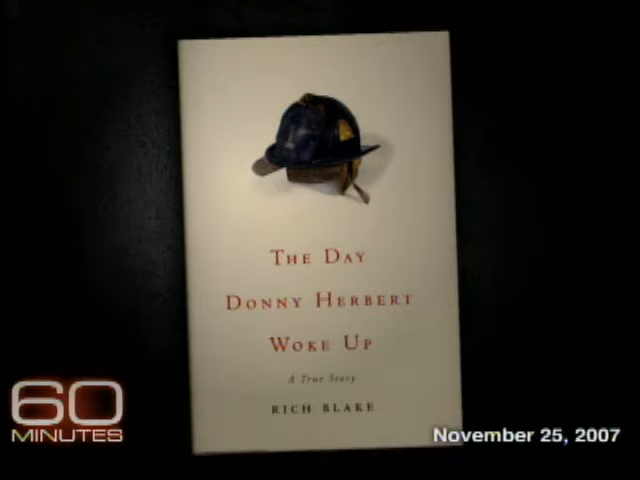 The Day
Donny Herbert
Woke Up
A True Story
RICH BLAKE
60
MINUTES
November 25, 2007